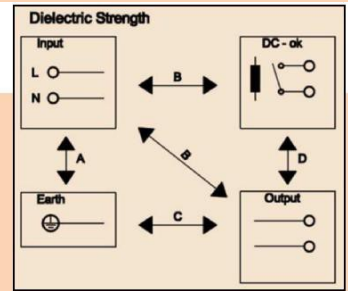 Dielectric Strength
Input
DC - ok
L
B
N
A
B
D
Earth
Output
C